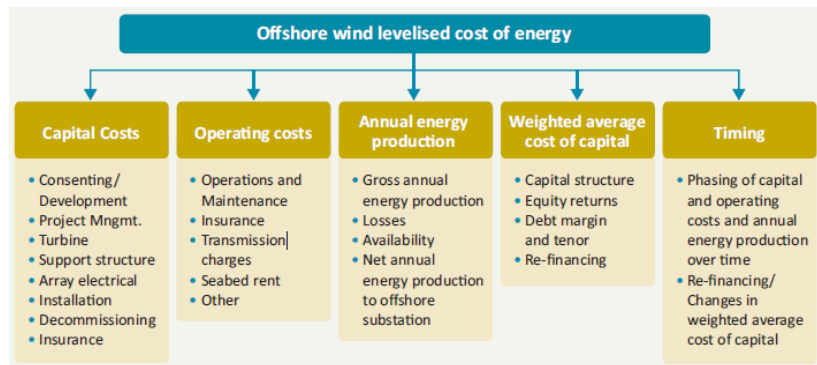 Offshore wind levelised cost of energy
Capital Costs
• Consenting/
Development
• Project Mngmt.
• Turbine
• Support structure
• Array electrical
• Installation
• Decommissioning
• Insurance
Operating costs
• Operations and
Maintenance
• Insurance
• Transmission
charges
• Seabed rent
• Other
Annual energy
production
• Gross annual
energy production
• Losses
• Availability
• Net annual
energy production
to offshore
substation
Weighted average
cost of capital
• Capital structure
• Equity returns
• Debt margin
and tenor
• Re-financing
Timing
• Phasing of capital
and operating
costs and annual
energy production
over time
• Re-financing/
Changes in
weighted average
cost of capital